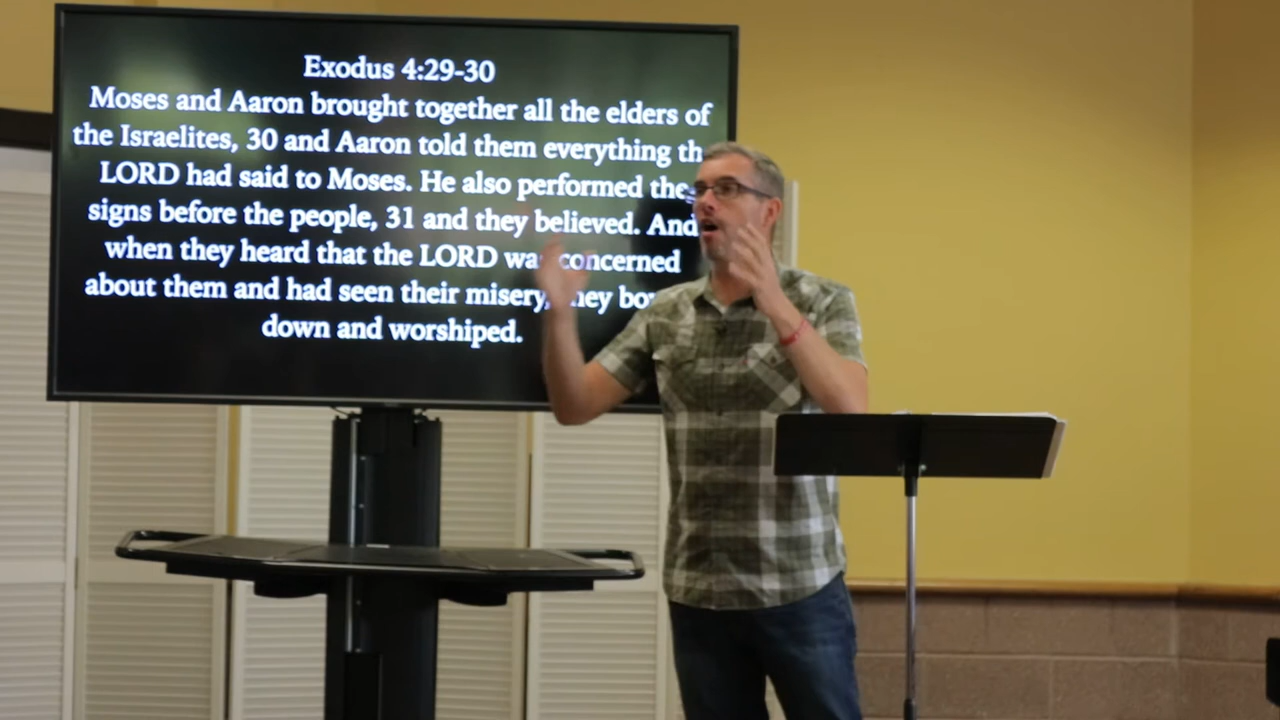 Exodus 4:29-30
Moses and Aaron brought together all the elders of
the Israelites, 30 and Aaron told them everything
LORD had said to Moses. He also performed
signs before the people, 31 and they believed. And
when they heard that the LORD was concerned
about them and had seen their misery,
down and worshiped.